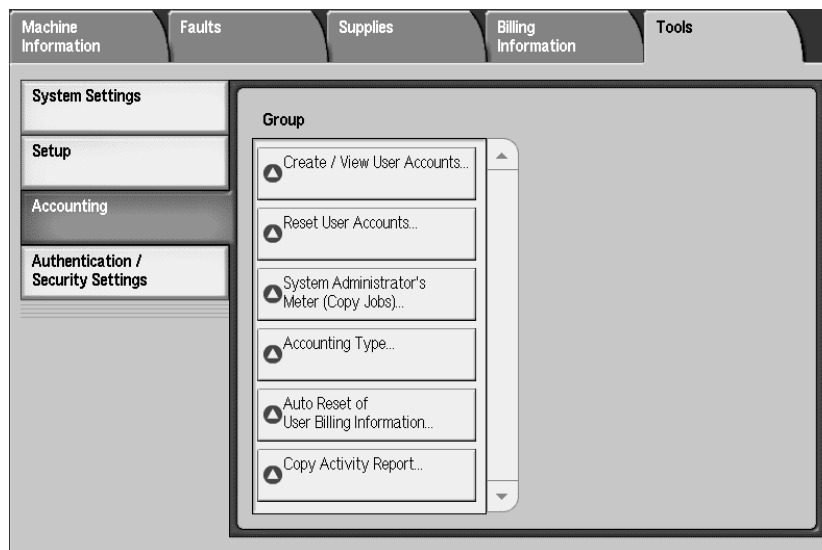 Machine
Information
Faults
Supplies
Billing
Information
Tools
System Settings
Setup
Accounting
Authentication /
Security Settings
Group
Create / View User Accounts...
Reset User Accounts...
System Administrator's
Meter (Copy Jobs)...
Accounting Type...
Auto Reset of
User Billing Information...
Copy Activity Report...